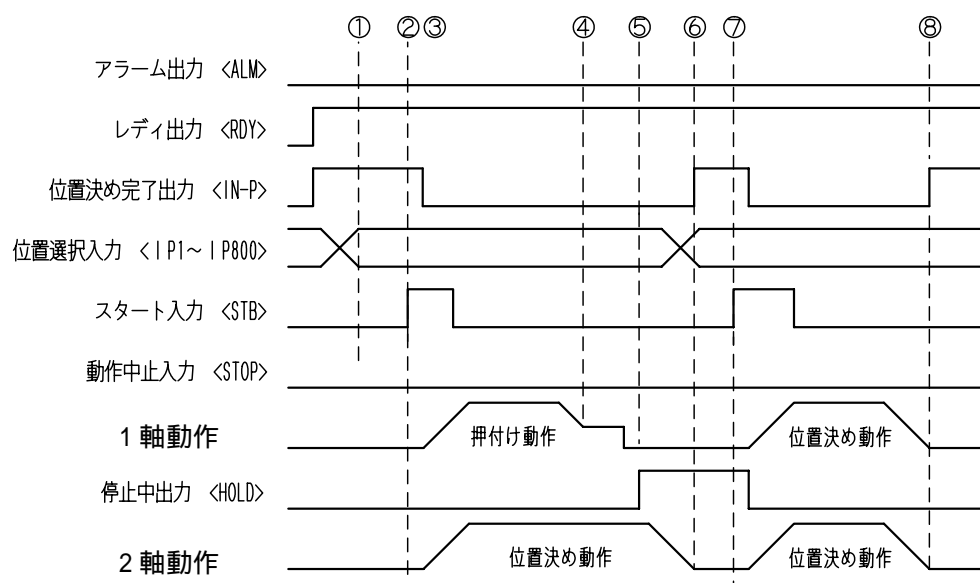 ① ②③ ④ ⑤ ⑥ ⑦ ⑧
アラーム出力 <ALM>
レディ出力 <RDY>
位置決め完了出力 <IN-P>
位置選択入力 <IP1～IP800>
スタート入力 <STB>
動作中止入力 <STOP>
1軸動作 押付け動作 位置決め動作
停止中出力 <HOLD>
2軸動作 位置決め動作 位置決め動作